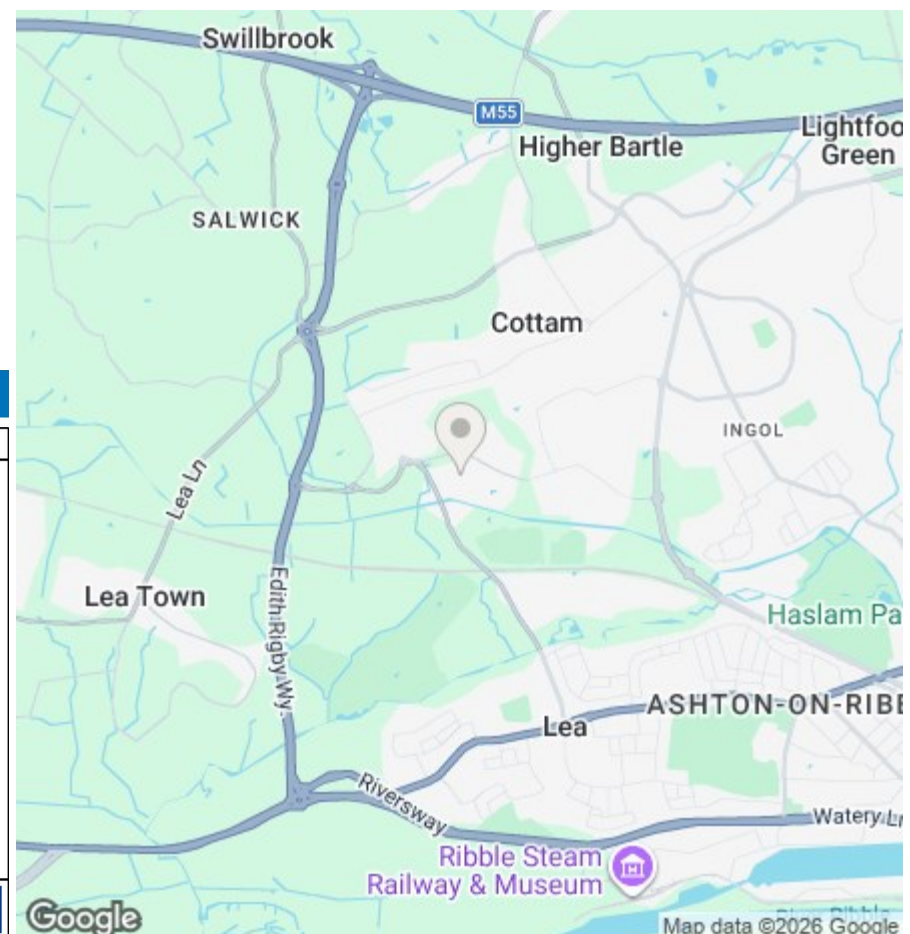 Swillbrook
M55
Higher Bartle
Lightfoo
Green
SALWICK
Cottam
INGOL
Lea Ln
Lea Town
Edith Rigby Wy.
Haslam Pa
ASHTON-ON-RIBB
Lea
Riversway
Watery Ln
Ribble Steam
Railway & Museum
Google
Map data ©2026 Google